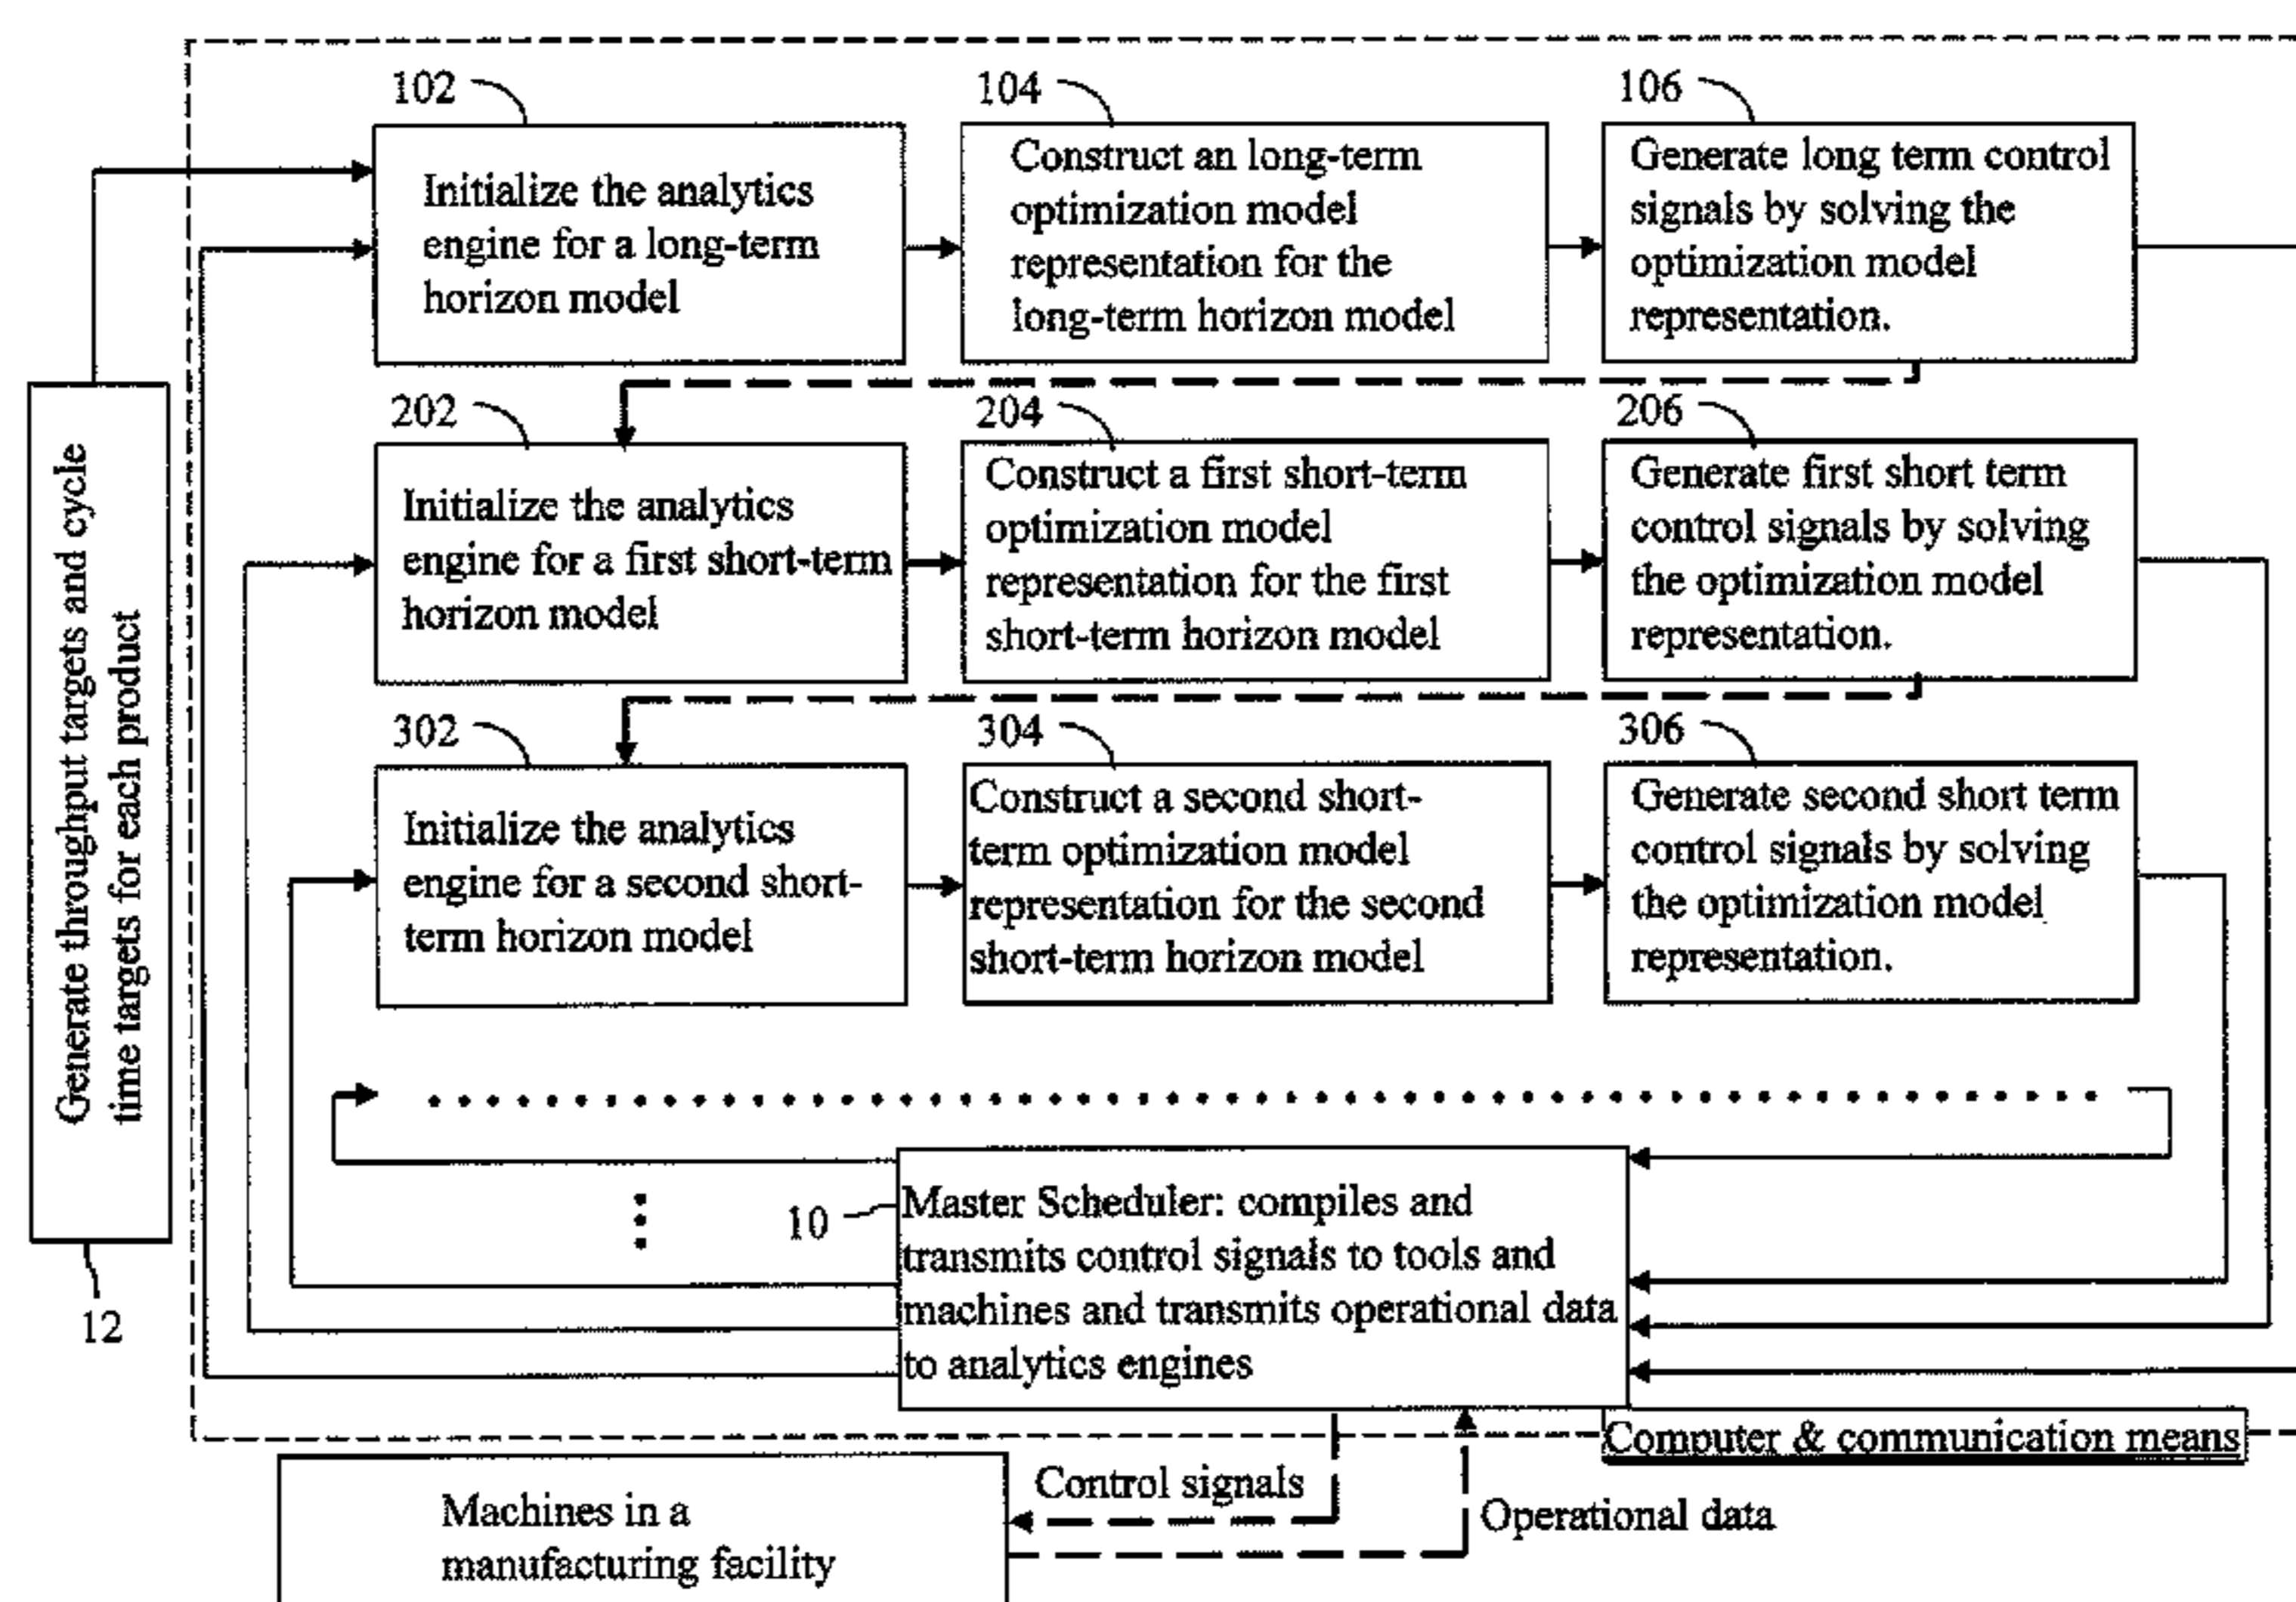 102
104
106
Initialize the analytics
engine for a long-term
horizon model
Construct an long-term
optimization model
representation for the
long-term horizon model
Generate long term control
signals by solving the
optimization model
representation.
202
204
206
Initialize the analytics
engine for a first short-term
horizon model
Construct a first short-term
optimization model
representation for the first
short-term horizon model
Generate first short term
control signals by solving
the optimization model
representation.
302
304
306
Initialize the analytics
engine for a second short-
term horizon model
Construct a second short-
term optimization model
representation for the second
short-term horizon model
Generate second short term
control signals by solving
the optimization model
representation.
Generate throughput targets and cycle
time targets for each product
12
10
Master Scheduler: compiles and
transmits control signals to tools and
machines and transmits operational data
to analytics engines
Computer & communication means
Control signals
Operational data
Machines in a
manufacturing facility